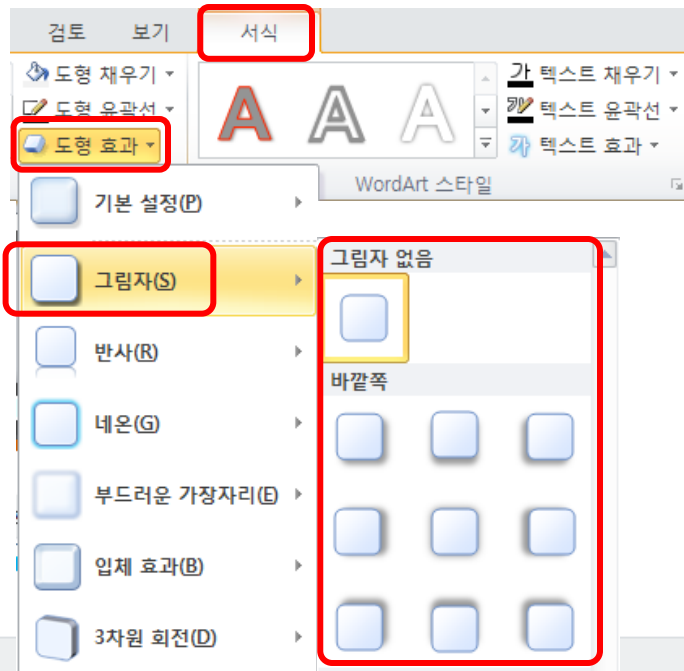 검토 보기 서식
도형 채우기 가 텍스트 채우기
도형 윤곽선 A A A 가 텍스트 윤곽선
도형 효과 가 텍스트 효과
WordArt 스타일
기본 설정(P)
그림자(S)
그림자 없음
바깥쪽
반사(R)
네온(G)
부드러운 가장자리(E)
입체 효과(B)
3차원 회전(D)